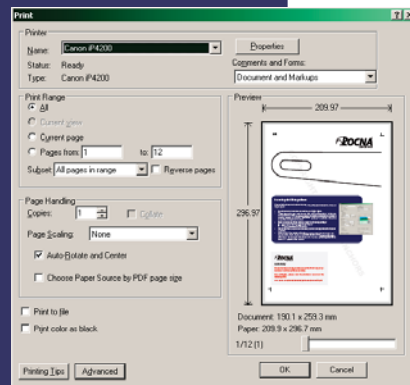 Print
Printer
Name: Canon iP4200
Properties
Status: Ready
Comments and Forms:
Type: Canon iP4200
Document and Markups
Print Range
All
Current view
Current page
Pages from: 1 to: 12
Subset: All pages in range
Reverse pages
Page Handling
Copies: 1
Collate
Page Scaling: None
Auto-Rotate and Center
Choose Paper Source by PDF page size
Print to file
Print color as black
Printing Tips
Advanced
Preview
209.97
296.97
ROCNA
Document: 190.1 x 259.3 mm
Paper: 209.9 x 296.7 mm
1/12 (1)
OK
Cancel